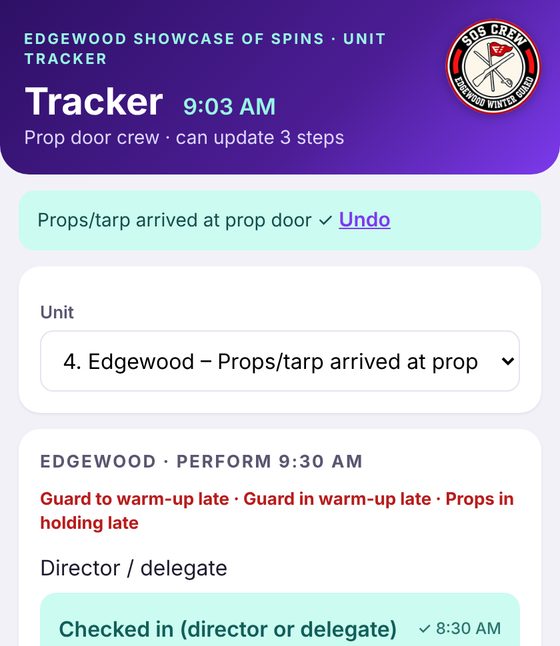 EDGEWOOD SHOWCASE OF SPINS · UNIT
TRACKER
Tracker 9:03 AM
Prop door crew · can update 3 steps
SOS CREW
EDGEWOOD WINTER GUARD
Props/tarp arrived at prop door ✓ Undo
Unit
4. Edgewood – Props/tarp arrived at prop
EDGEWOOD · PERFORM 9:30 AM
Guard to warm-up late · Guard in warm-up late · Props in
holding late
Director / delegate
Checked in (director or delegate) ✓ 8:30 AM